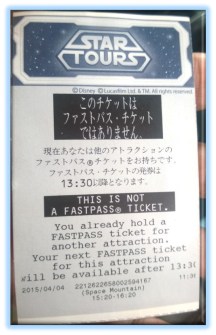 STAR
TOURS
©Disney ©Lucasfilm Ltd. & TM. All rights reserved.
このチケットは
ファストパス・チケット
ではありません。
現在あなたは他のアトラクションの
ファストパス®チケットをお持ちです。
ファストパス・チケットの発券は
13:30以降となります。
THIS IS NOT
A FASTPASS® TICKET.
You already hold a
FASTPASS ticket for
another attraction.
Your next FASTPASS ticket
for this attraction
will be available after 13:30
2015/04/04 2212622658002594167 11:30
(Space Mountain)
15:20-16:20